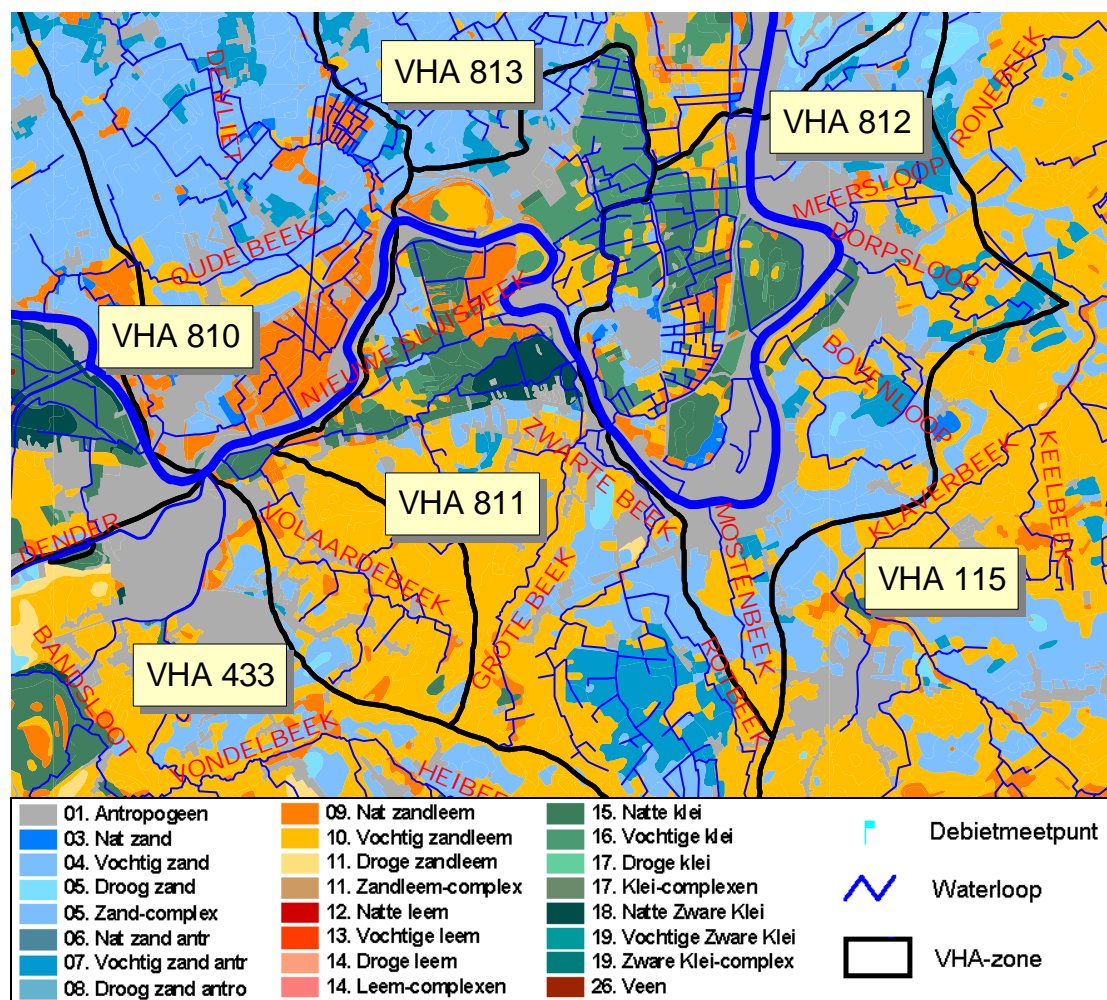 DE VLIET
VHA 813
VHA 812
RONEBEEK
MEERSLOOP
DORPSLOOP
OUDE BEEK
NIEUWE SLUISBEEK
VHA 810
BOVENLOOP
ZWARTE BEEK
KLAVERBEEK
KEELBEEK
VHA 811
DENDER
VOLAARDEBEEK
MOSTENBEEK
VHA 115
GROTE BEEK
BANDSLOOT
VHA 433
ROTBEEK
VONDELBEEK
01. Antropogeen
03. Nat zand
04. Vochtig zand
05. Droog zand
05. Zand-complex
06. Nat zand antr
07. Vochtig zand antr
08. Droog zand antro
09. Nat zandleem
10. Vochtig zandleem
11. Droge zandleem
11. Zandleem-complex
12. Natte leem
13. Vochtige leem
14. Droge leem
14. Leem-complexen
15. Natte klei
16. Vochtige klei
17. Droge klei
17. Klei-complexen
18. Natte Zware Klei
19. Vochtige Zware Klei
19. Zware Klei-complex
26. Veen
Debietmeetpunt
Waterloop
VHA-zone